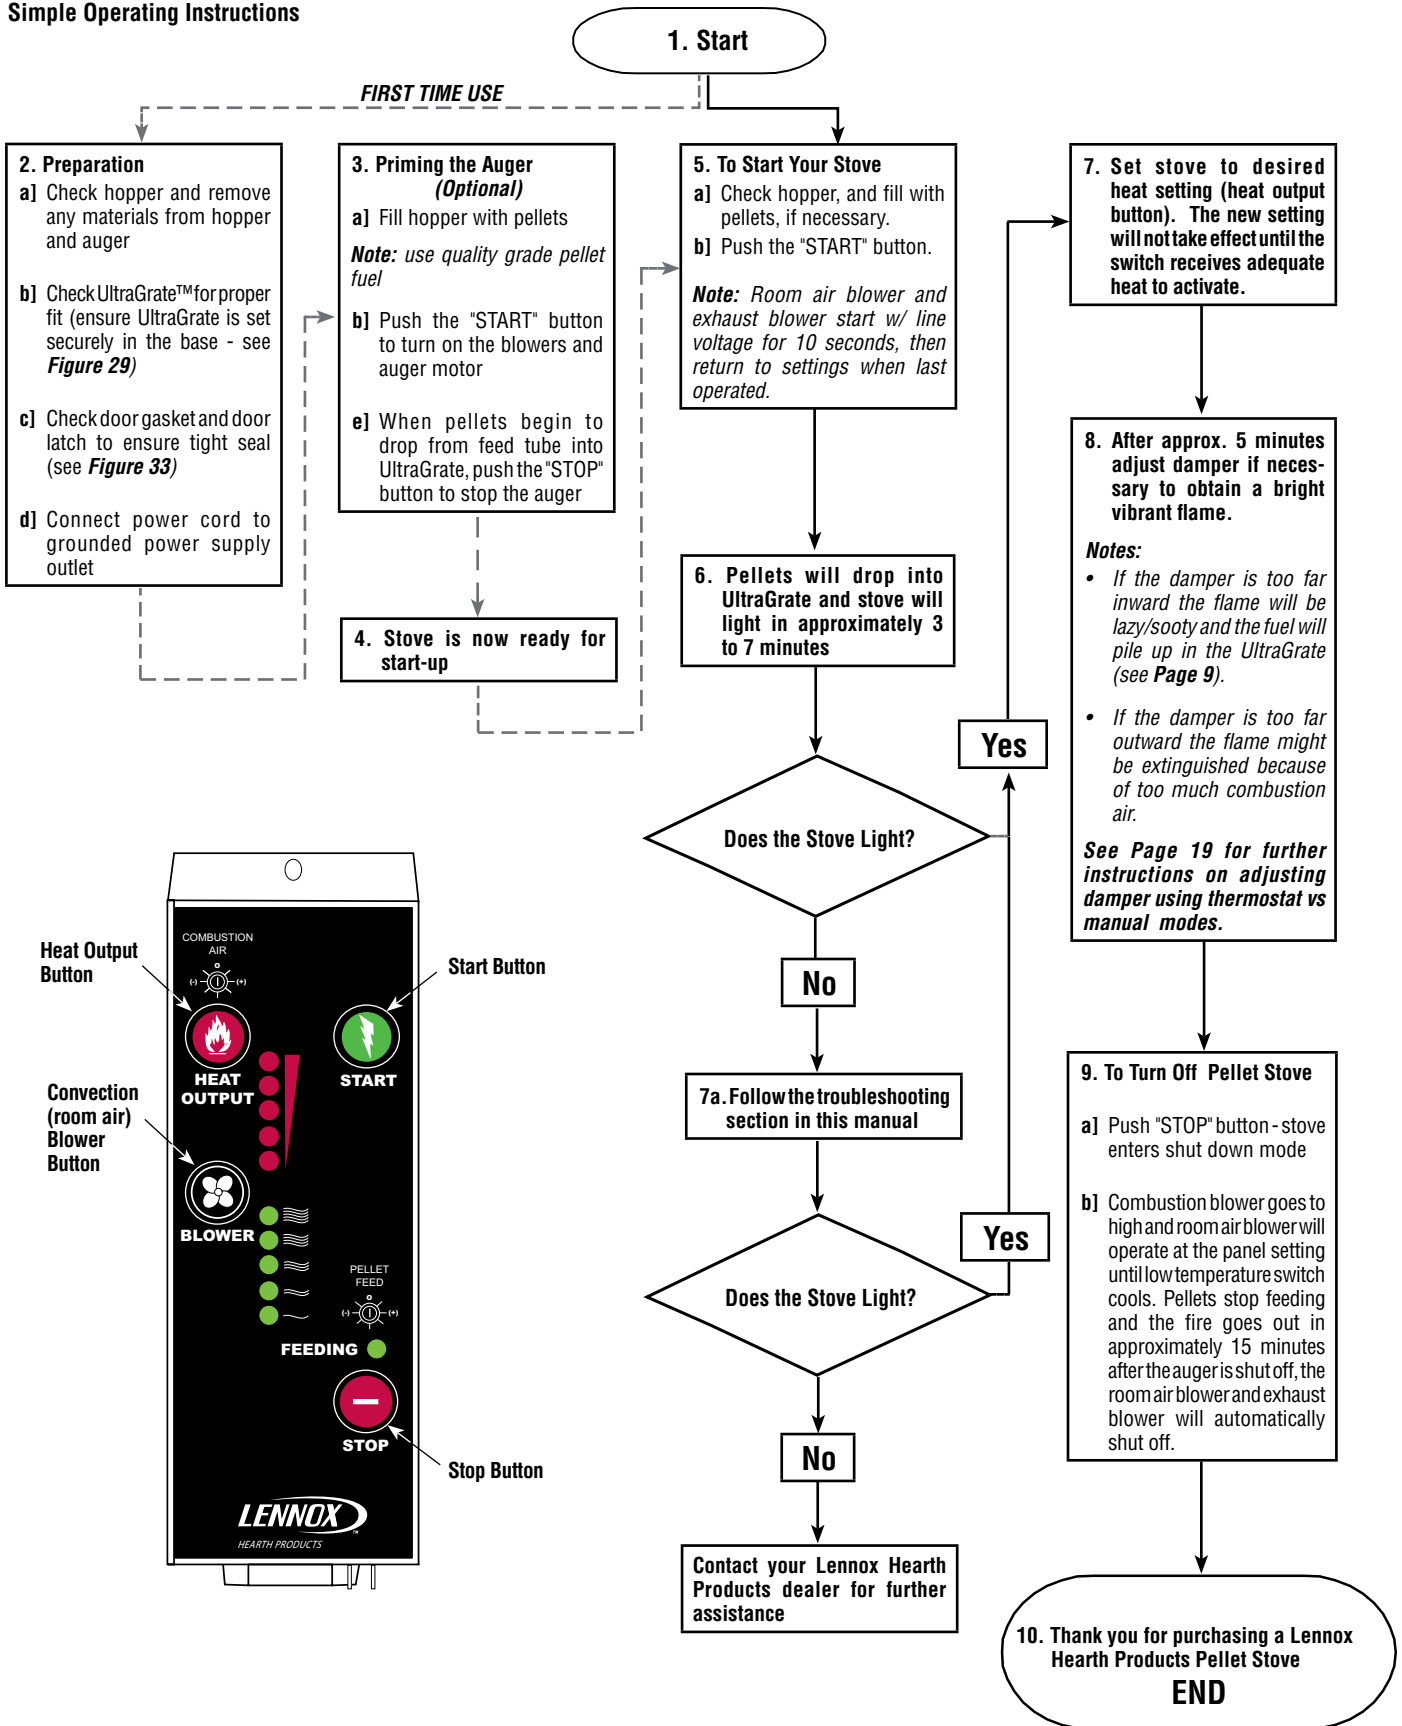 Simple Operating Instructions
1. Start
FIRST TIME USE
2. Preparation
a] Check hopper and remove
any materials from hopper
and auger
b] Check UltraGrate™ for proper
fit (ensure UltraGrate is set
securely in the base - see
Figure 29)
c] Check door gasket and door
latch to ensure tight seal
(see Figure 33)
d] Connect power cord to
grounded power supply
outlet
3. Priming the Auger
(Optional)
a] Fill hopper with pellets
Note: use quality grade pellet
fuel
b] Push the "START" button
to turn on the blowers and
auger motor
e] When pellets begin to
drop from feed tube into
UltraGrate, push the "STOP"
button to stop the auger
4. Stove is now ready for
start-up
5. To Start Your Stove
a] Check hopper, and fill with
pellets, if necessary.
b] Push the "START" button.
Note: Room air blower and
exhaust blower start w/ line
voltage for 10 seconds, then
return to settings when last
operated.
6. Pellets will drop into
UltraGrate and stove will
light in approximately 3
to 7 minutes
Does the Stove Light?
Yes
No
7a. Follow the troubleshooting
section in this manual
Does the Stove Light?
Yes
No
Contact your Lennox Hearth
Products dealer for further
assistance
7. Set stove to desired
heat setting (heat output
button). The new setting
will not take effect until the
switch receives adequate
heat to activate.
8. After approx. 5 minutes
adjust damper if neces-
sary to obtain a bright
vibrant flame.
Notes:
• If the damper is too far
inward the flame will be
lazy/sooty and the fuel will
pile up in the UltraGrate
(see Page 9).
• If the damper is too far
outward the flame might
be extinguished because
of too much combustion
air.
See Page 19 for further
instructions on adjusting
damper using thermostat vs
manual modes.
9. To Turn Off Pellet Stove
a] Push "STOP" button - stove
enters shut down mode
b] Combustion blower goes to
high and room air blower will
operate at the panel setting
until low temperature switch
cools. Pellets stop feeding
and the fire goes out in
approximately 15 minutes
after the auger is shut off, the
room air blower and exhaust
blower will automatically
shut off.
10. Thank you for purchasing a Lennox
Hearth Products Pellet Stove
END
Heat Output
Button
Start Button
Convection
(room air)
Blower
Button
Stop Button
COMBUSTION
AIR
O
(-) (+)
HEAT
OUTPUT
START
BLOWER
PELLET
FEED
O
(-) (+)
FEEDING
STOP
LENNOX™
HEARTH PRODUCTS